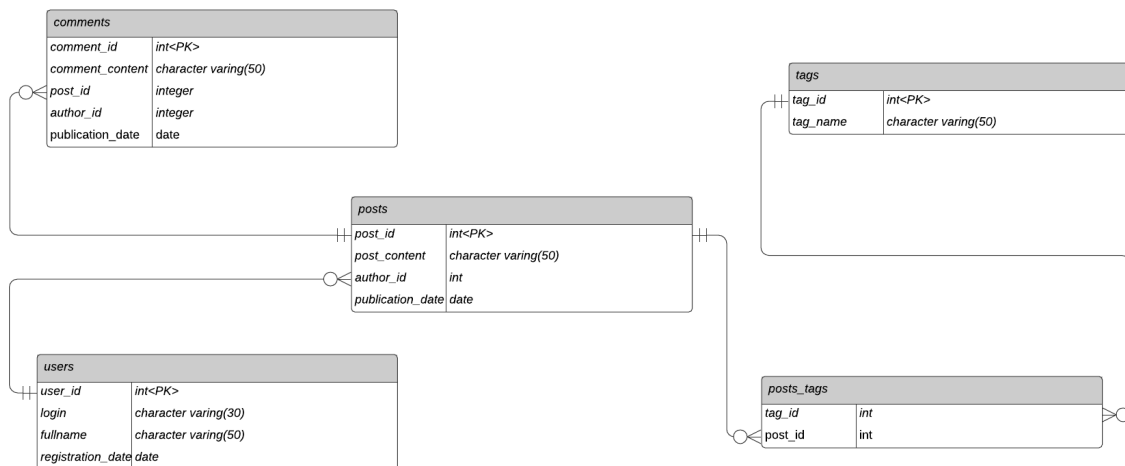 comments
comment_id int<PK>
comment_content character varing(50)
post_id integer
author_id integer
publication_date date
tags
tag_id int<PK>
tag_name character varing(50)
posts
post_id int<PK>
post_content character varing(50)
author_id int
publication_date date
users
user_id int<PK>
login character varing(30)
fullname character varing(50)
registration_date date
posts_tags
tag_id int
post_id int